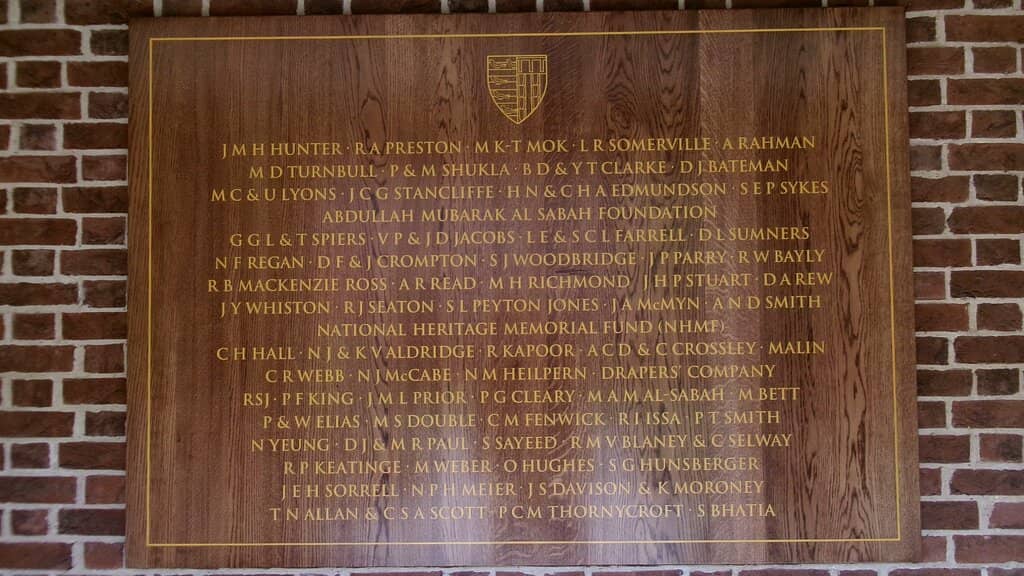 J M H HUNTER · R A PRESTON · M K-T MOK · L R SOMERVILLE · A RAHMAN
M D TURNBULL · P & M SHUKLA · B D & Y T CLARKE · D J BATEMAN
M C & U LYONS · J C G STANCLIFFE · H N & C H A EDMUNDSON · S E P SYKES
ABDULLAH MUBARAK AL SABAH FOUNDATION
G G L & T SPIERS · V P & J D JACOBS · L E & S C L FARRELL · D L SUMNERS
N F REGAN · D F & J CROMPTON · S J WOODBRIDGE · J P PARRY · R W BAYLY
R B MACKENZIE ROSS · A R READ · M H RICHMOND · J H P STUART · D A REW
J Y WHISTON · R J SEATON · S L PEYTON JONES · J A McMYN · A N D SMITH
NATIONAL HERITAGE MEMORIAL FUND (NHMF)
C H HALL · N J & K V ALDRIDGE · R KAPOOR · A C D & C CROSSLEY · MALIN
C R WEBB · N J McCABE · N M HEILPERN · DRAPERS' COMPANY
RSJ · P F KING · J M L PRIOR · P G CLEARY · M A M AL-SABAH · M BETT
P & W ELIAS · M S DOUBLE · C M FENWICK · R I ISSA · P T SMITH
N YEUNG · D J & M R PAUL · S SAYEED · R M V BLANEY & C SELWAY
R P KEATINGE · M WEBER · O HUGHES · S G HUNSBERGER
J E H SORRELL · N P H MEIER · J S DAVISON & K MORONEY
T N ALLAN & C S A SCOTT · P C M THORNYCROFT · S BHATIA